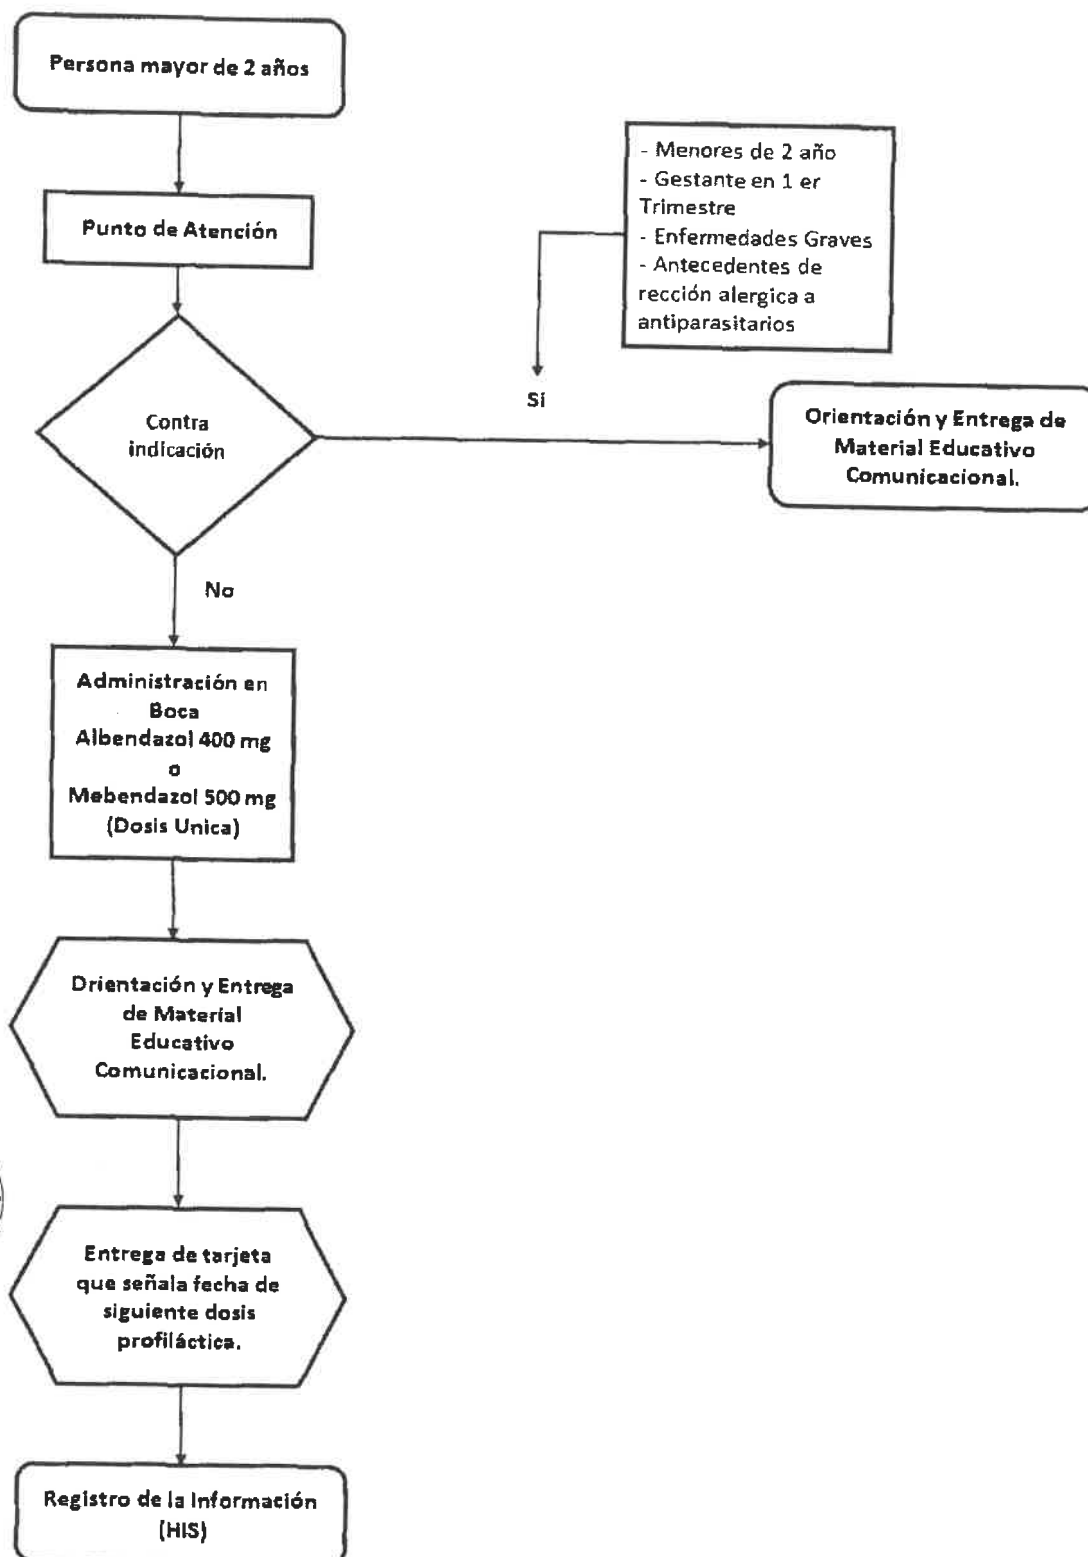 Persona mayor de 2 años
Punto de Atención
- Menores de 2 año
- Gestante en 1 er
Trimestre
- Enfermedades Graves
- Antecedentes de
rección alergica a
antiparasitarios
Contra
indicación
Si
Orientación y Entrega de
Material Educativo
Comunicacional.
No
Administración en
Boca
Albendazol 400 mg
o
Mebendazol 500 mg
(Dosis Unica)
Drientación y Entrega
de Material
Educativo
Comunicacional.
Entrega de tarjeta
que señala fecha de
siguiente dosis
profiláctica.
Registro de la Información
(HIS)